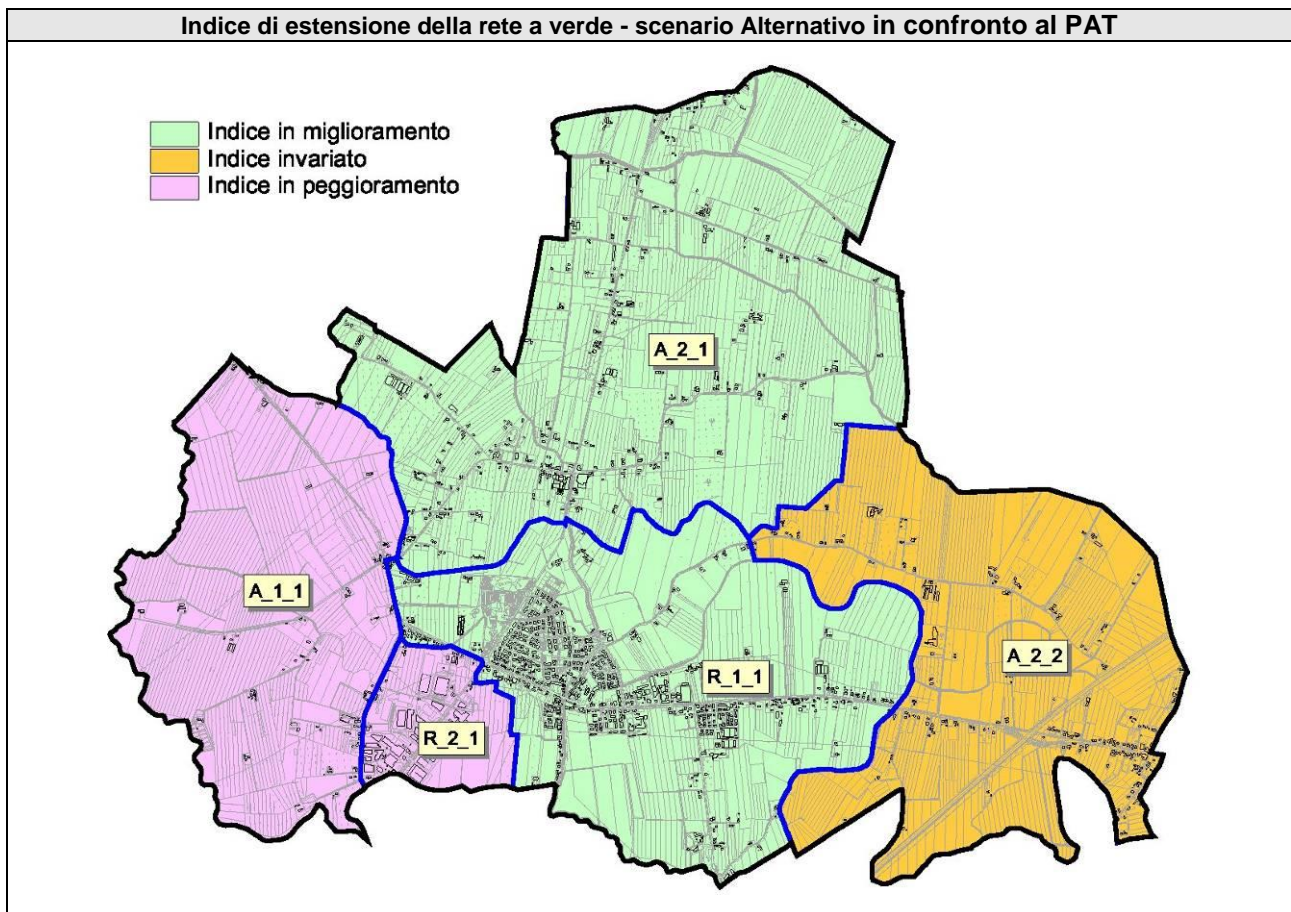 Indice di estensione della rete a verde - scenario Alternativo in confronto al PAT
Indice in miglioramento
Indice invariato
Indice in peggioramento
A_2_1
A_1_1
A_2_2
R_1_1
R_2_1